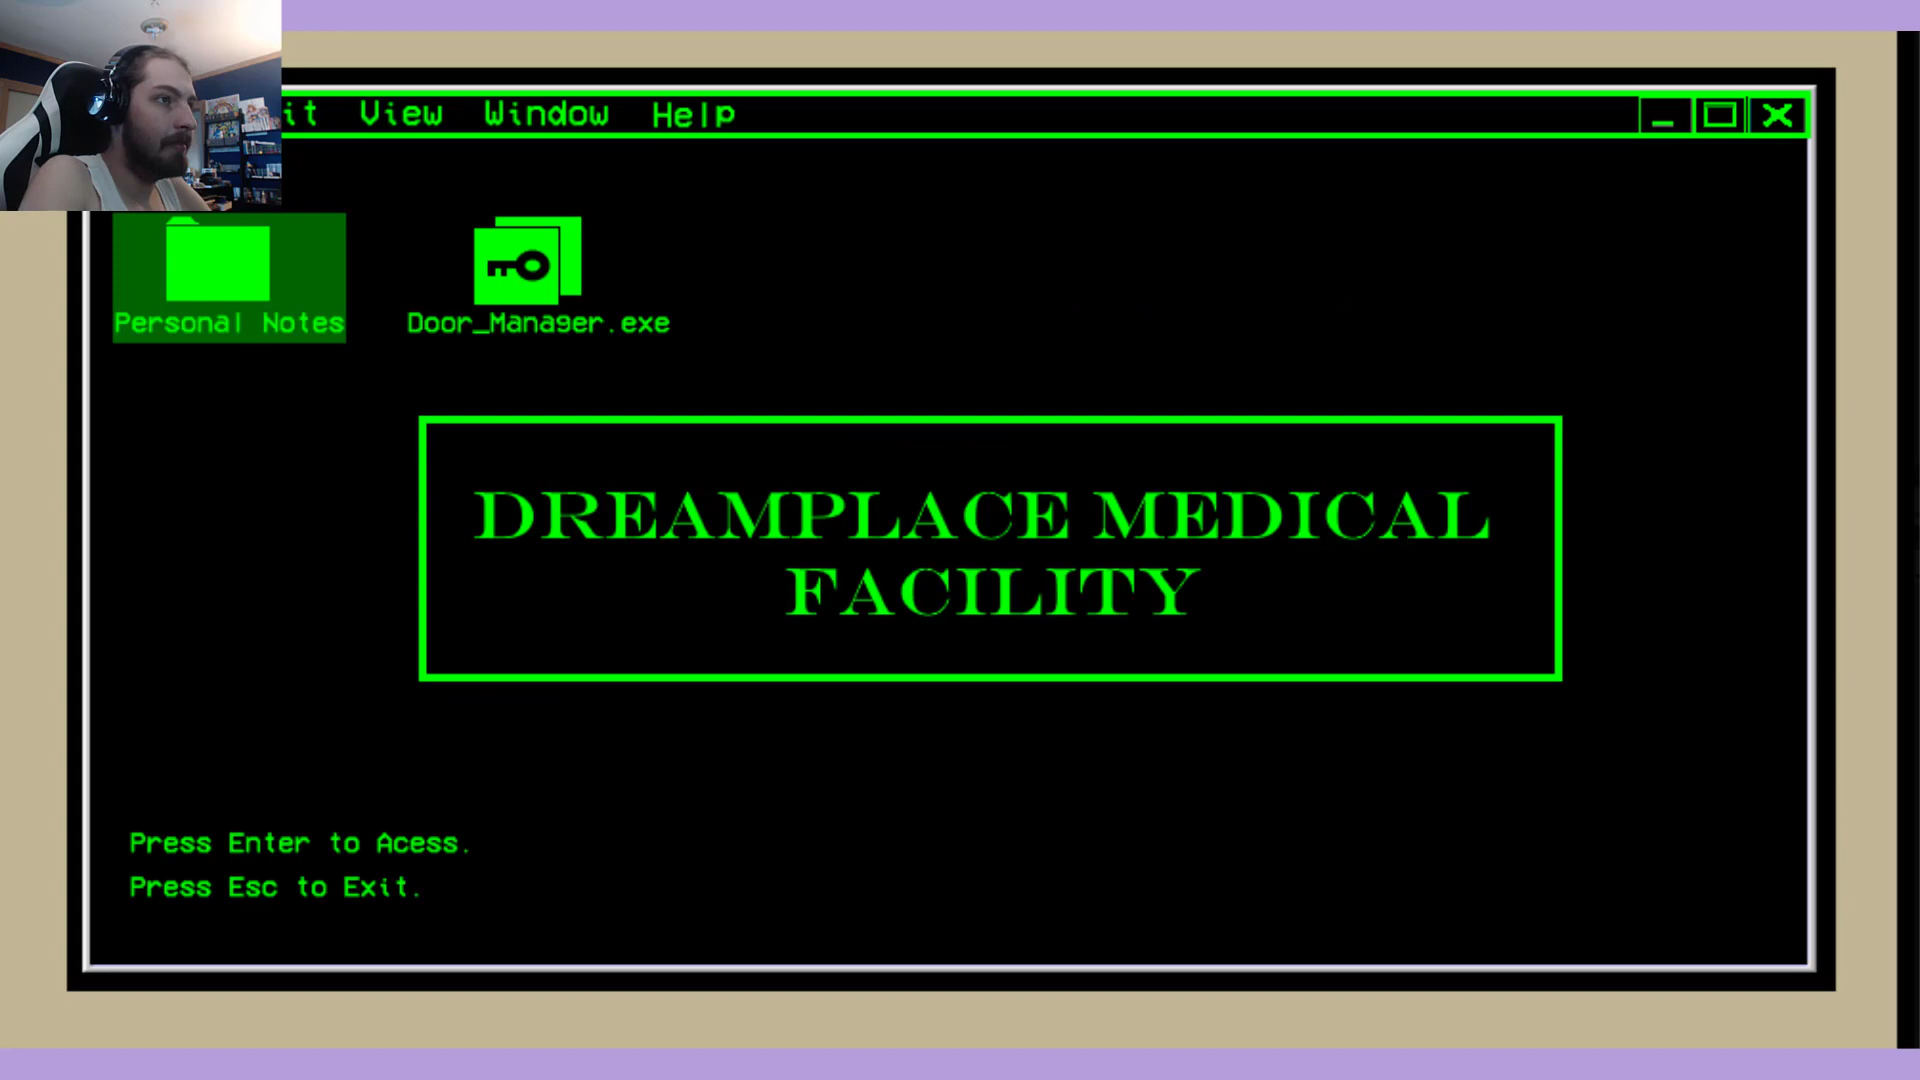 it View Window Help
Personal Notes
Door_Manager.exe
DREAMPLACE MEDICAL
FACILITY
Press Enter to Acess.
Press Esc to Exit.